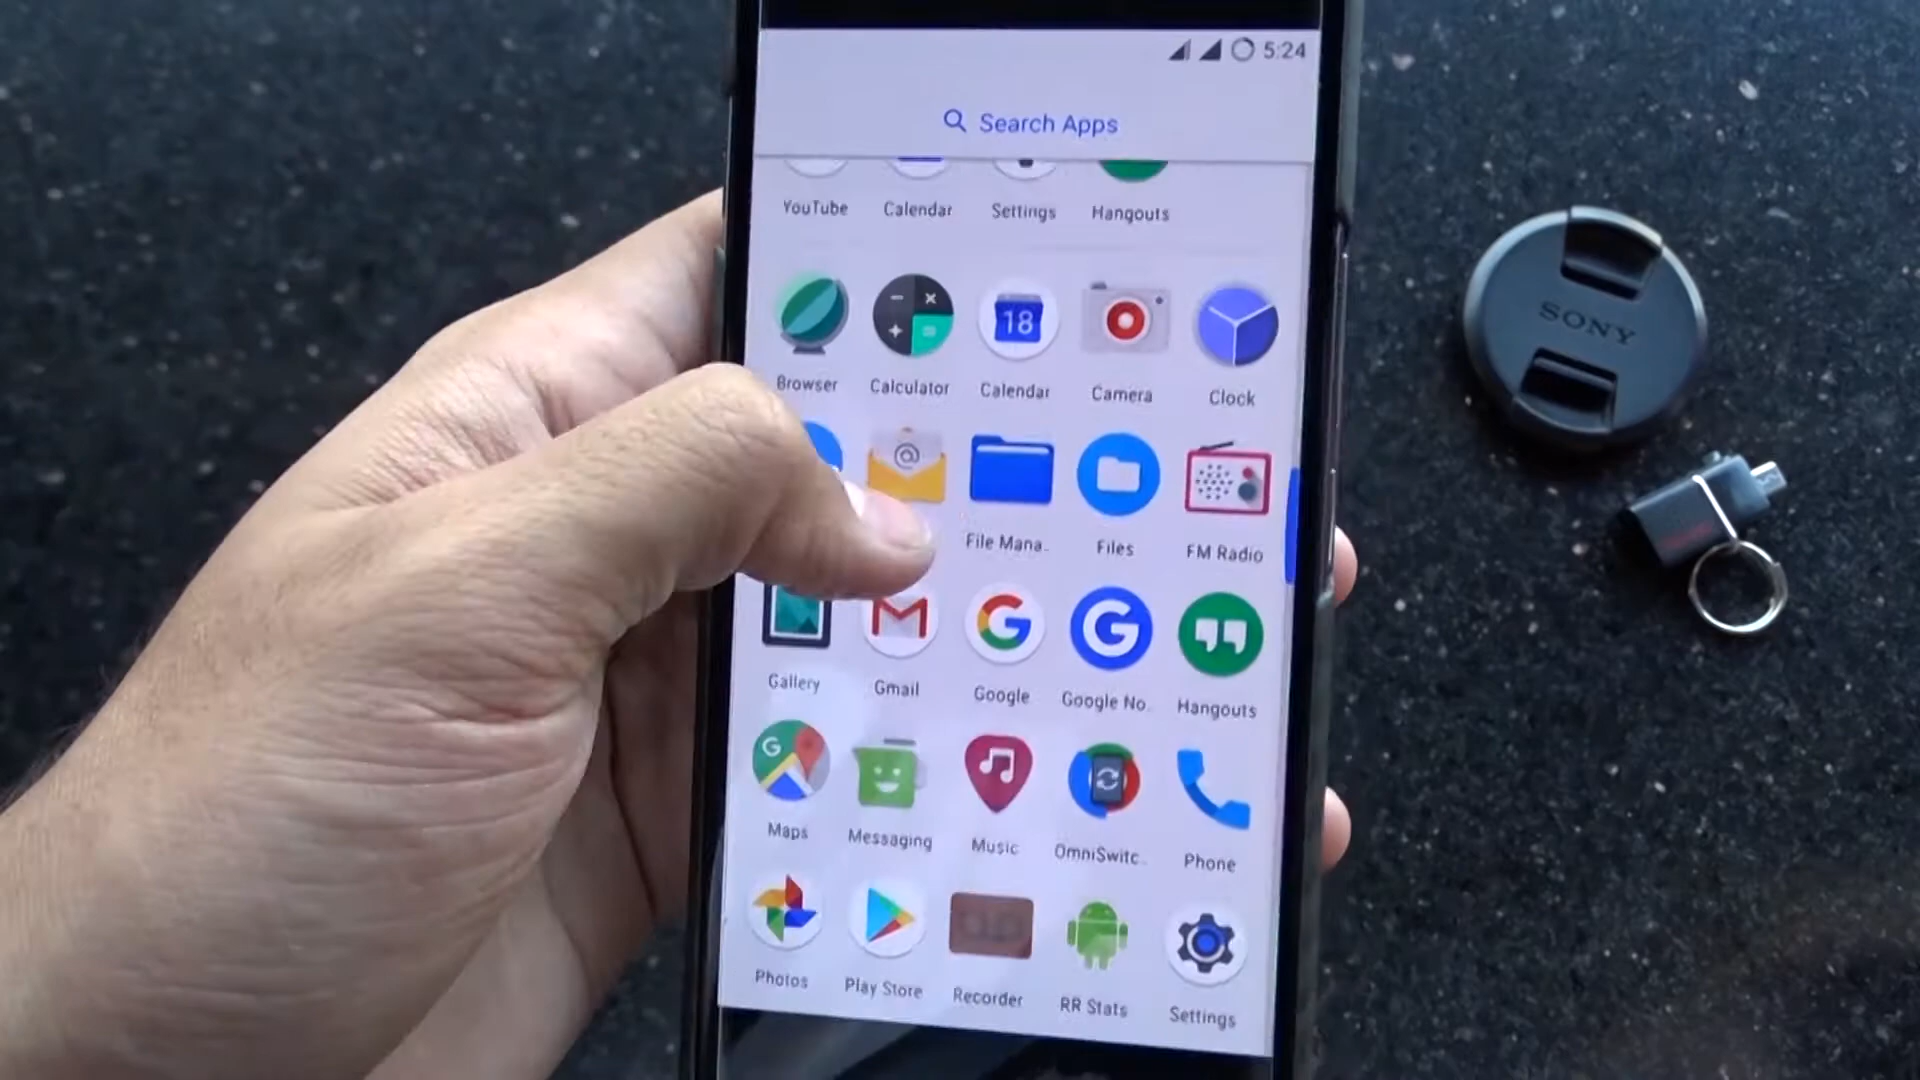 5:24
Search Apps
YouTube Calendar Settings Hangouts
18
Browser Calculator Calendar Camera Clock
File Mana..
Files
FM Radio
G G
Gallery Gmail Google Google No.. Hangouts
G
Maps Messaging Music OmniSwitc.. Phone
Photos Play Store Recorder RR Stats Settings
SONY